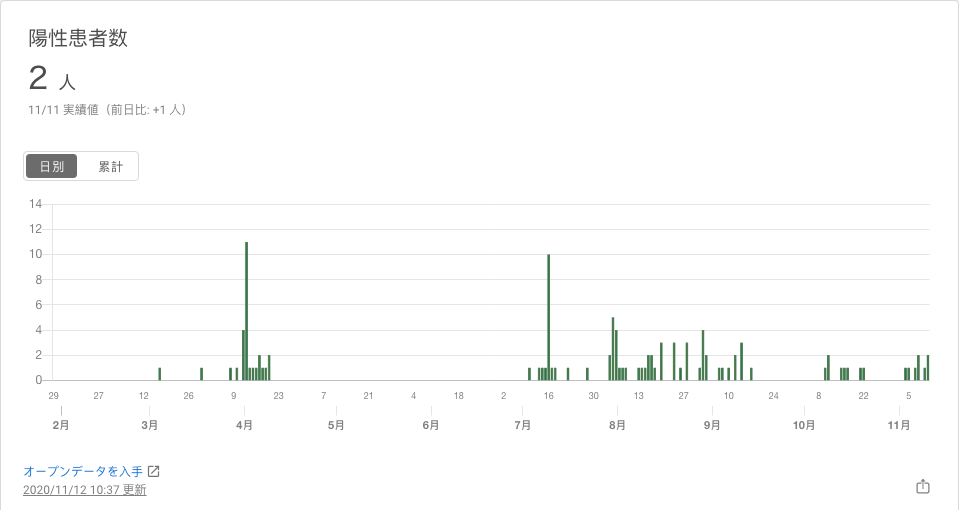 陽性患者数
2 人
11/11 実績値（前日比: +1 人）
日別 累計
14
12
10
8
6
4
2
0
29 27 12 26 9 23 7 21 4 18 2 16 30 13 27 10 24 8 22 5
2月 3月 4月 5月 6月 7月 8月 9月 10月 11月
オープンデータを入手
2020/11/12 10:37 更新